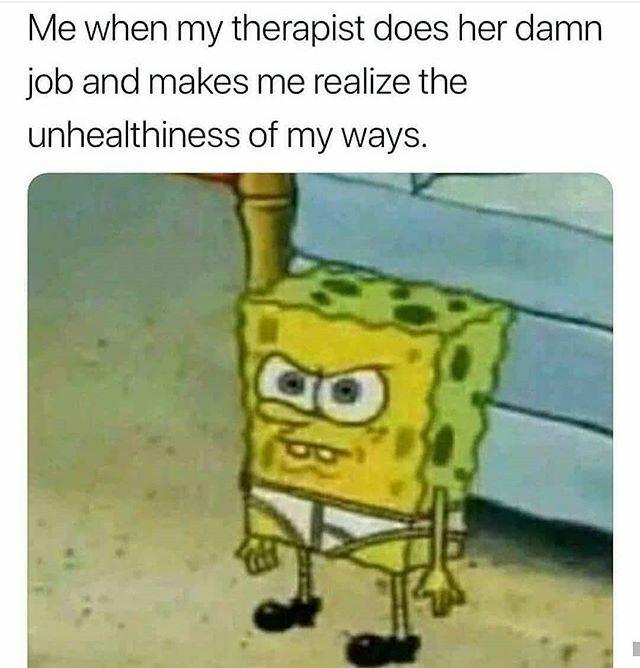 Me when my therapist does her damn
job and makes me realize the
unhealthiness of my ways.